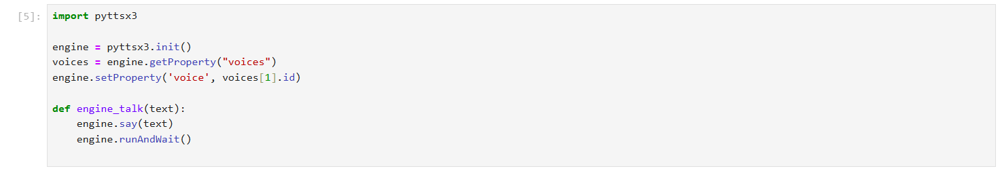 [5]: import pyttsx3
engine = pyttsx3.init()
voices = engine.getProperty("voices")
engine.setProperty('voice', voices[1].id)
def engine_talk(text):
    engine.say(text)
    engine.runAndWait()